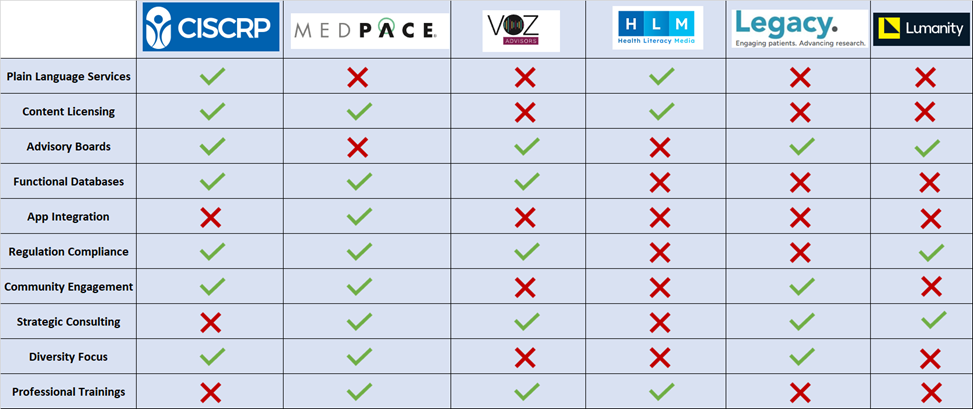 CISCRP
MEDPACE®
VOZ
ADVISORS
HLM
Health Literacy Media
Legacy.
Engaging patients. Advancing research.
Lumanity
Plain Language Services
Content Licensing
Advisory Boards
Functional Databases
App Integration
Regulation Compliance
Community Engagement
Strategic Consulting
Diversity Focus
Professional Trainings